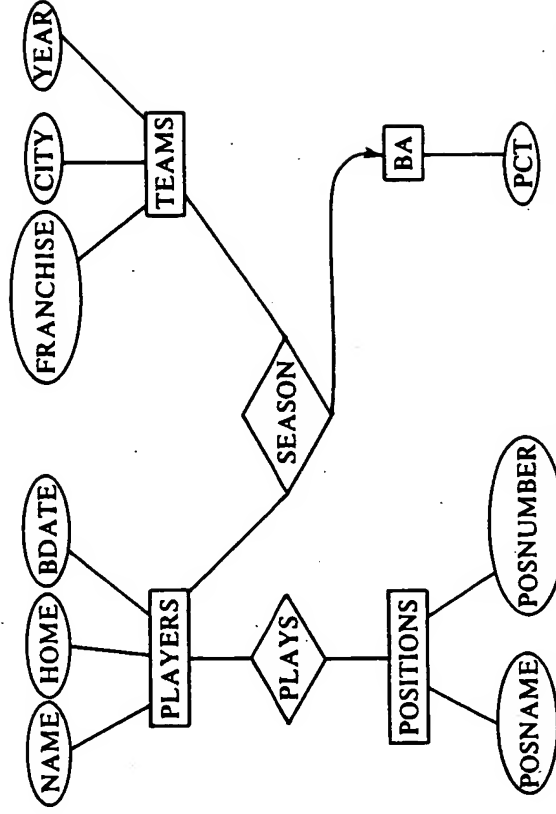 NAME
HOME
BDATE
FRANCHISE
CITY
YEAR
PLAYERS
TEAMS
PLAYS
SEASON
POSITIONS
BA
POSNAME
POSNUMBER
PCT